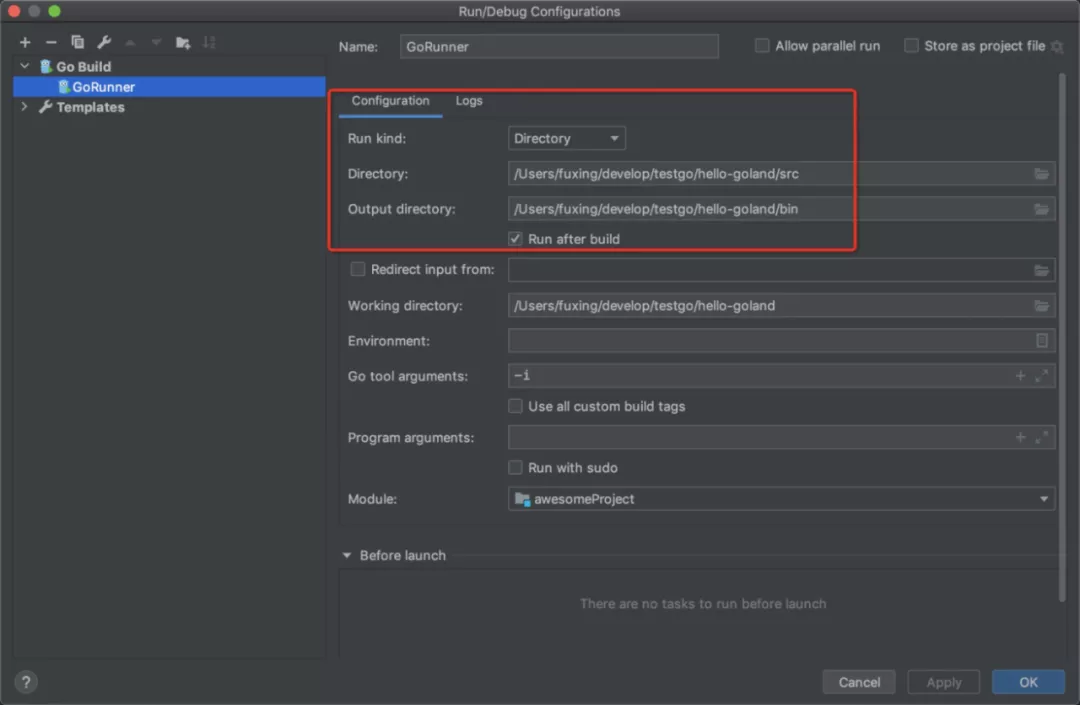 Run/Debug Configurations
Name: GoRunner Allow parallel run Store as project file
Go Build
GoRunner
Templates
Configuration Logs
Run kind: Directory
Directory: /Users/fuxing/develop/testgo/hello-goland/src
Output directory: /Users/fuxing/develop/testgo/hello-goland/bin
Run after build
Redirect input from:
Working directory: /Users/fuxing/develop/testgo/hello-goland
Environment:
Go tool arguments: -i
Use all custom build tags
Program arguments:
Run with sudo
Module: awesomeProject
Before launch
There are no tasks to run before launch
? Cancel Apply OK